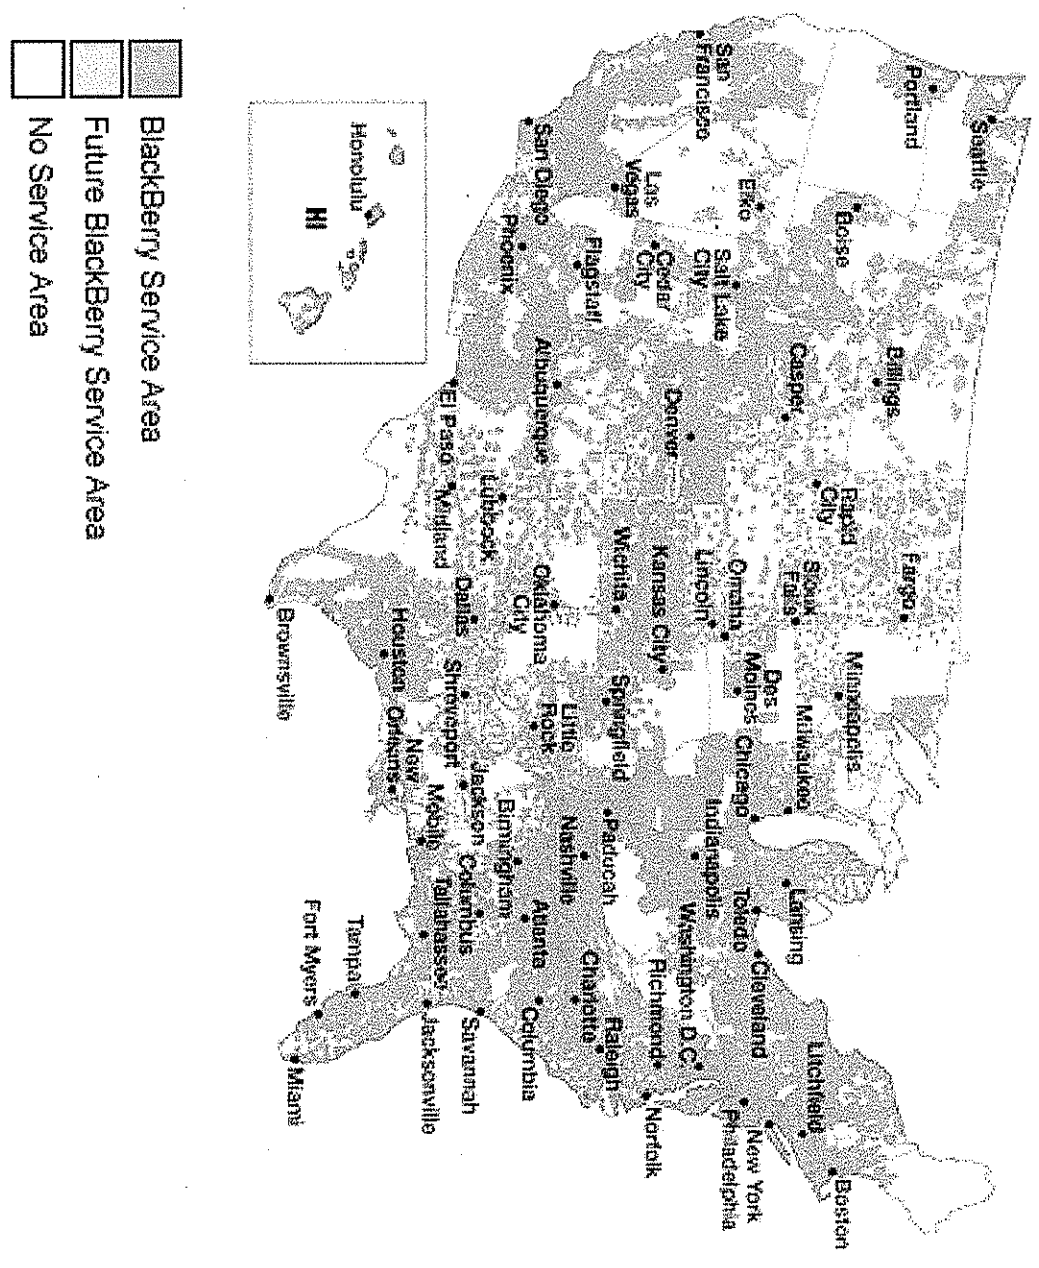 Seattle
Portland
Boise
Billings
Fargo
Elko
Salt Lake
City
Casper
Rapid
City
Sioux
Falls
Minneapolis
Milwaukee
Lansing
Litchfield
Boston
San
Francisco
Las
Vegas
Cedar
City
Denver
Omaha
Lincoln
Des
Moines
Chicago
Indianapolis
Toledo
Cleveland
New York
Philadelphia
San Diego
Phoenix
Flagstaff
Albuquerque
Wichita
Kansas City
Springfield
Paducah
Washington D.C.
Richmond
Norfolk
El Paso
Midland
Lubbock
Oklahoma
City
Little
Rock
Nashville
Charlotte
Raleigh
Dallas
Shreveport
Jackson
Birmingham
Atlanta
Columbia
Houston
New
Orleans
Mobile
Columbus
Tallahassee
Savannah
Jacksonville
Brownsville
Tampa
Fort Myers
Miami
Honolulu
HI
BlackBerry Service Area
Future BlackBerry Service Area
No Service Area